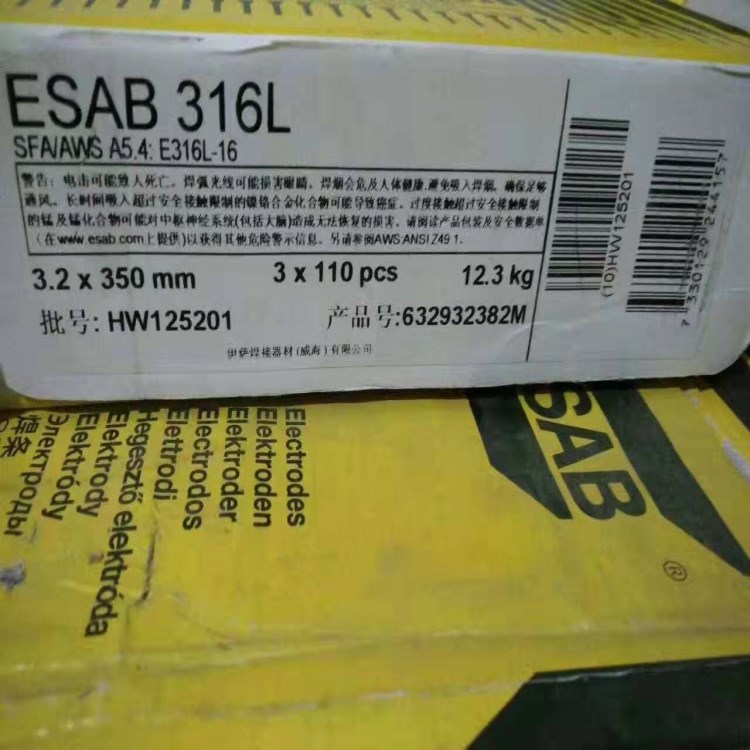 ESAB 316L
SFA/AWS A5.4: E316L-16
警告: 电击可能致人死亡。焊弧光线可能损害眼睛。焊烟会危及人体健康.避免吸入焊烟。确保足够
通风。长时间吸入超过安全接触限制的镍铬合金化合物可能导致癌症。过度接触超过安全接触限制
的锰及锰化合物可能对中枢神经系统(包括大脑)造成无法恢复的损害。请阅读产品包装及安全数据单
(在www.esab.com上提供)以获得其他危险警示信息。另请参阅AWS ANSI Z49 1.
3.2 x 350 mm
3 x 110 pcs
12.3 kg
批号: HW125201
产品号:632932382M
伊萨焊接器材(威海)有限公司
(10)HW125201
7 330129 244157
ESAB
®
Electrodes
Elektroden
Elektroder
Electrodos
Elettrodi
Hegesztő elektróda
Elektrody
Elektródy
Электроды
焊条